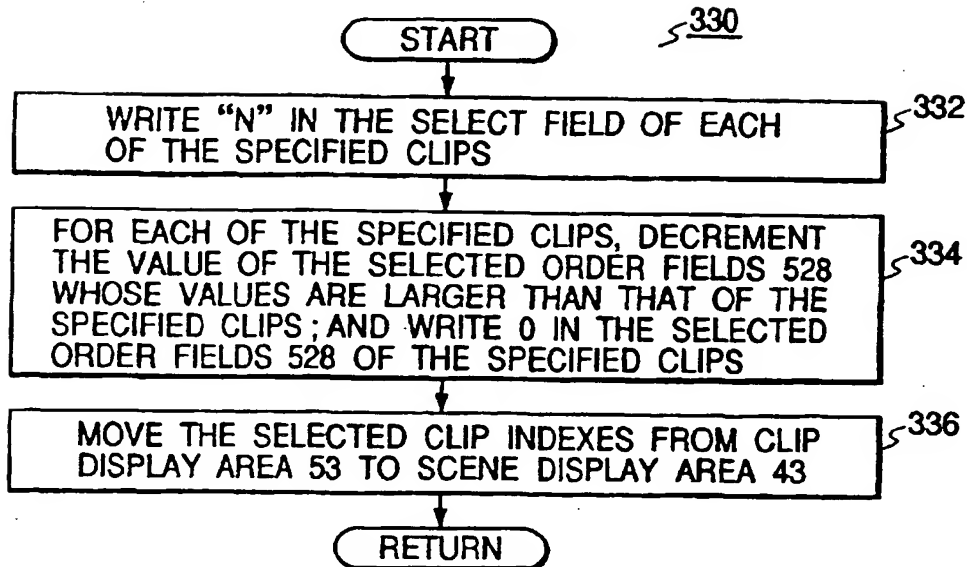 330
START
WRITE “N” IN THE SELECT FIELD OF EACH
OF THE SPECIFIED CLIPS
332
FOR EACH OF THE SPECIFIED CLIPS, DECREMENT
THE VALUE OF THE SELECTED ORDER FIELDS 528
WHOSE VALUES ARE LARGER THAN THAT OF THE
SPECIFIED CLIPS; AND WRITE 0 IN THE SELECTED
ORDER FIELDS 528 OF THE SPECIFIED CLIPS
334
MOVE THE SELECTED CLIP INDEXES FROM CLIP
DISPLAY AREA 53 TO SCENE DISPLAY AREA 43
336
RETURN